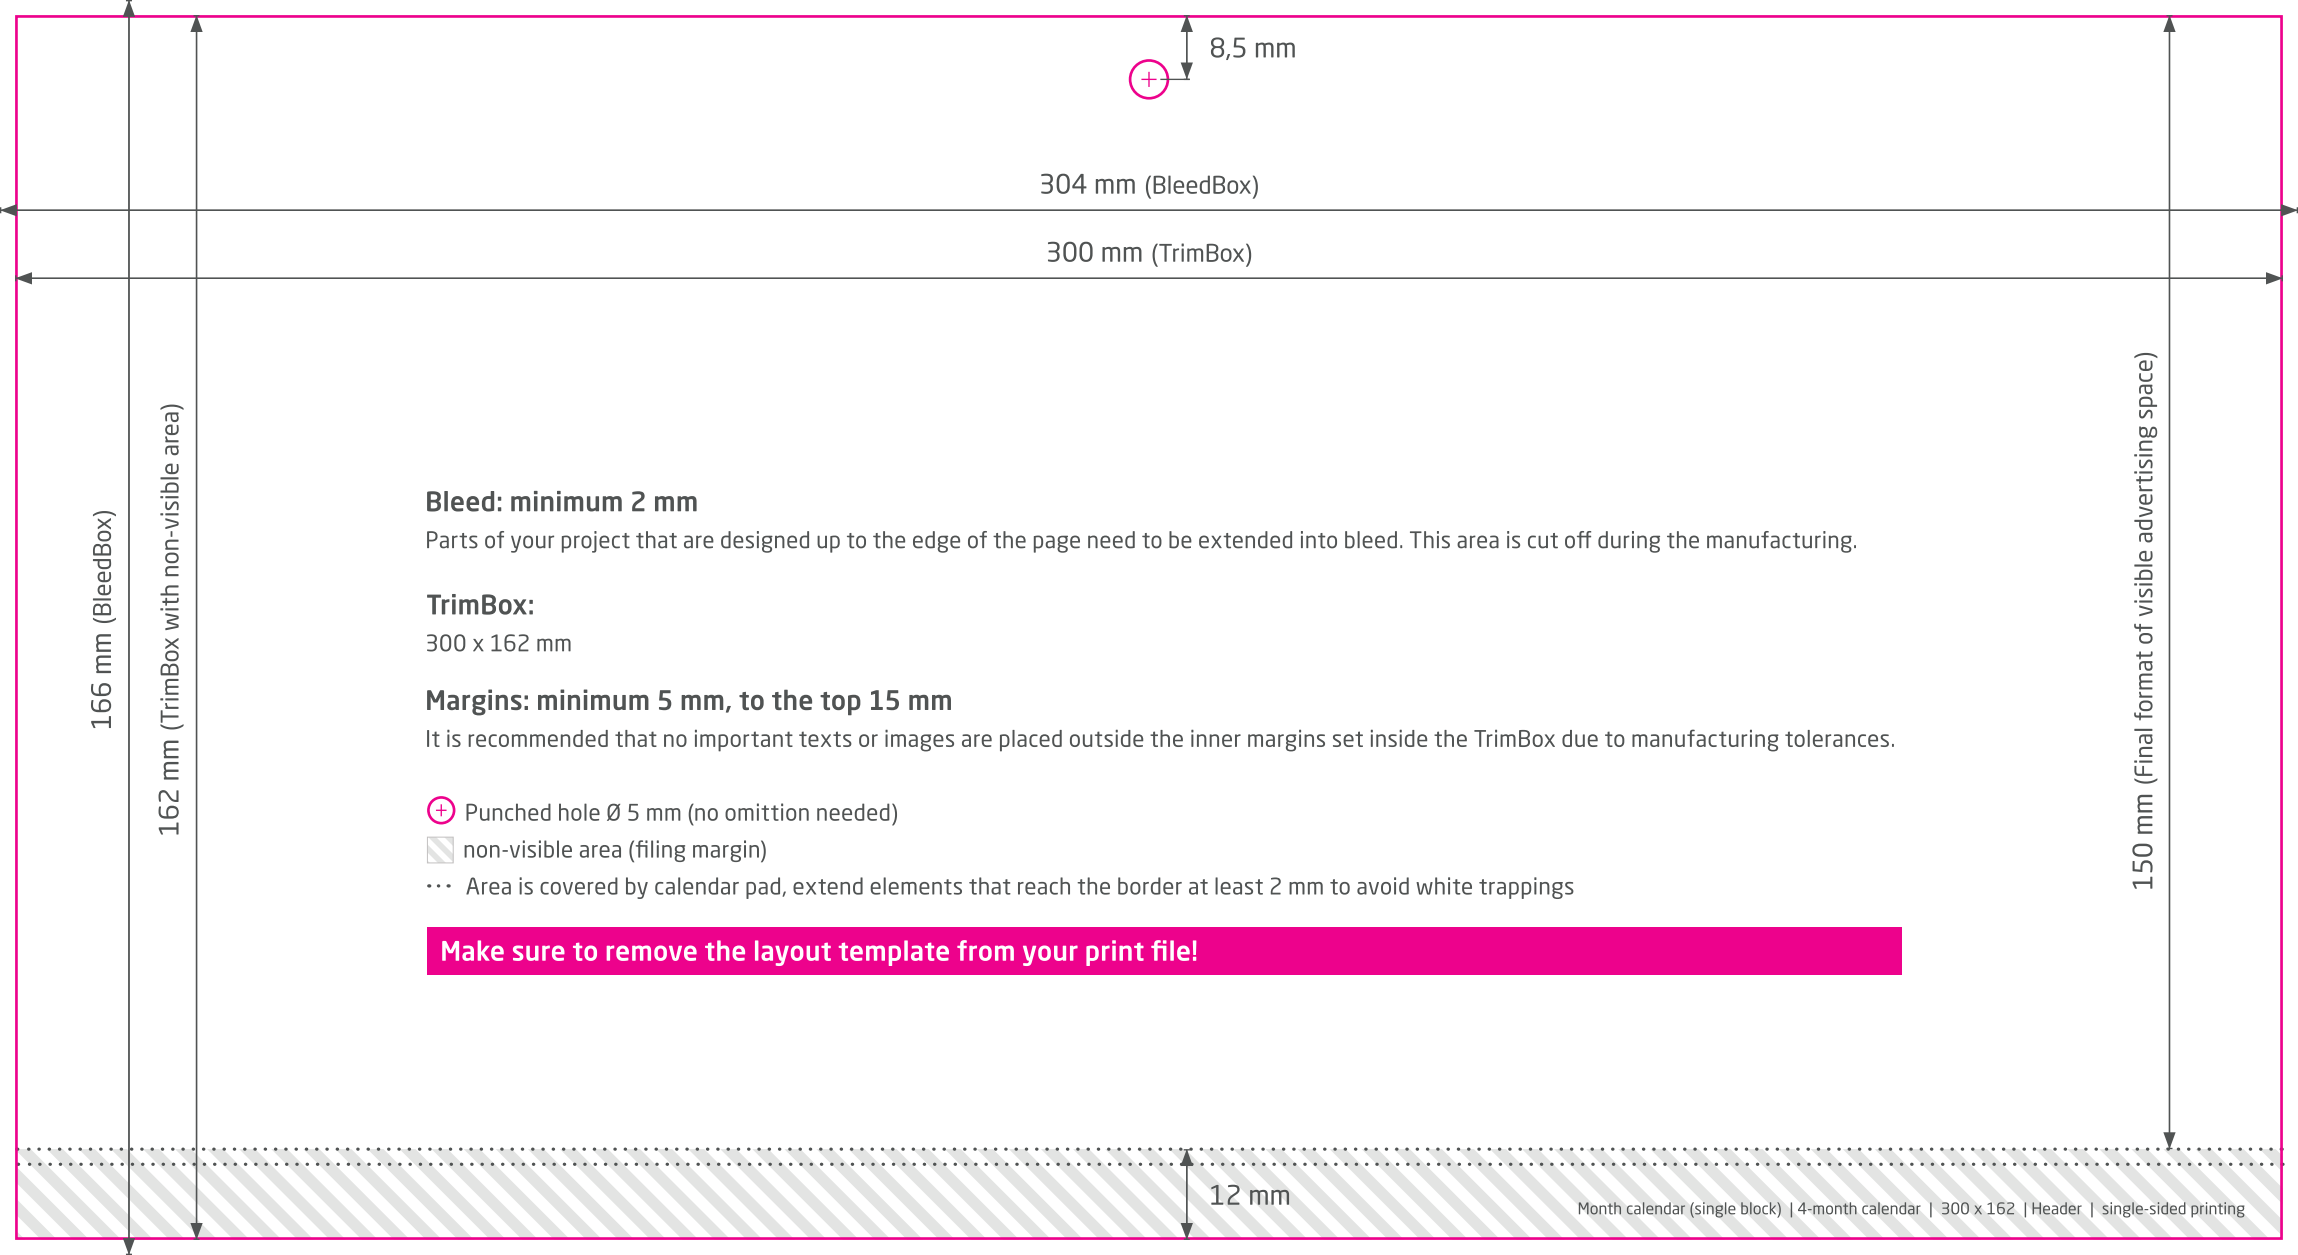 8,5 mm
304 mm (BleedBox)
300 mm (TrimBox)
166 mm (BleedBox)
162 mm (TrimBox with non-visible area)
150 mm (Final format of visible advertising space)
Bleed: minimum 2 mm
Parts of your project that are designed up to the edge of the page need to be extended into bleed. This area is cut off during the manufacturing.
TrimBox:
300 x 162 mm
Margins: minimum 5 mm, to the top 15 mm
It is recommended that no important texts or images are placed outside the inner margins set inside the TrimBox due to manufacturing tolerances.
Punched hole Ø 5 mm (no omittion needed)
non-visible area (filing margin)
Area is covered by calendar pad, extend elements that reach the border at least 2 mm to avoid white trappings
Make sure to remove the layout template from your print file!
12 mm
Month calendar (single block) | 4-month calendar | 300 x 162 | Header | single-sided printing